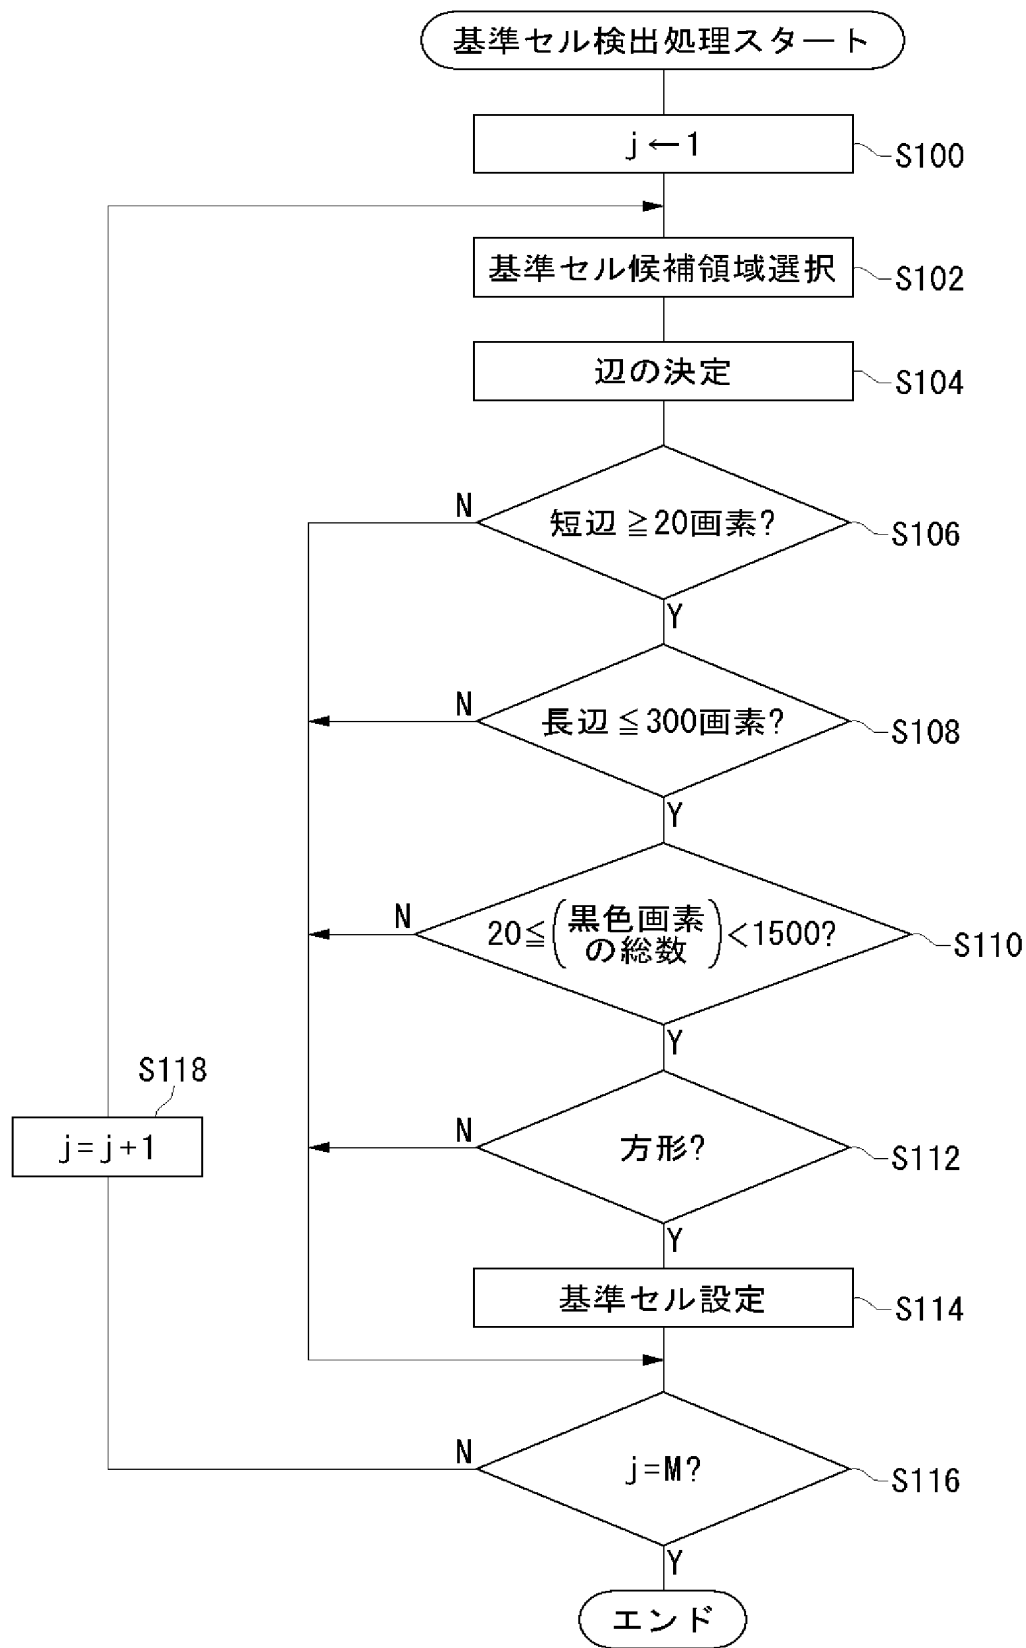 基準セル検出処理スタート
j←1
S100
基準セル候補領域選択
S102
辺の決定
S104
N
短辺≧20画素?
S106
Y
N
長辺≦300画素?
S108
Y
N
20≦(黒色画素の総数)<1500?
S110
Y
S118
j=j+1
N
方形?
S112
Y
基準セル設定
S114
N
j=M?
S116
Y
エンド